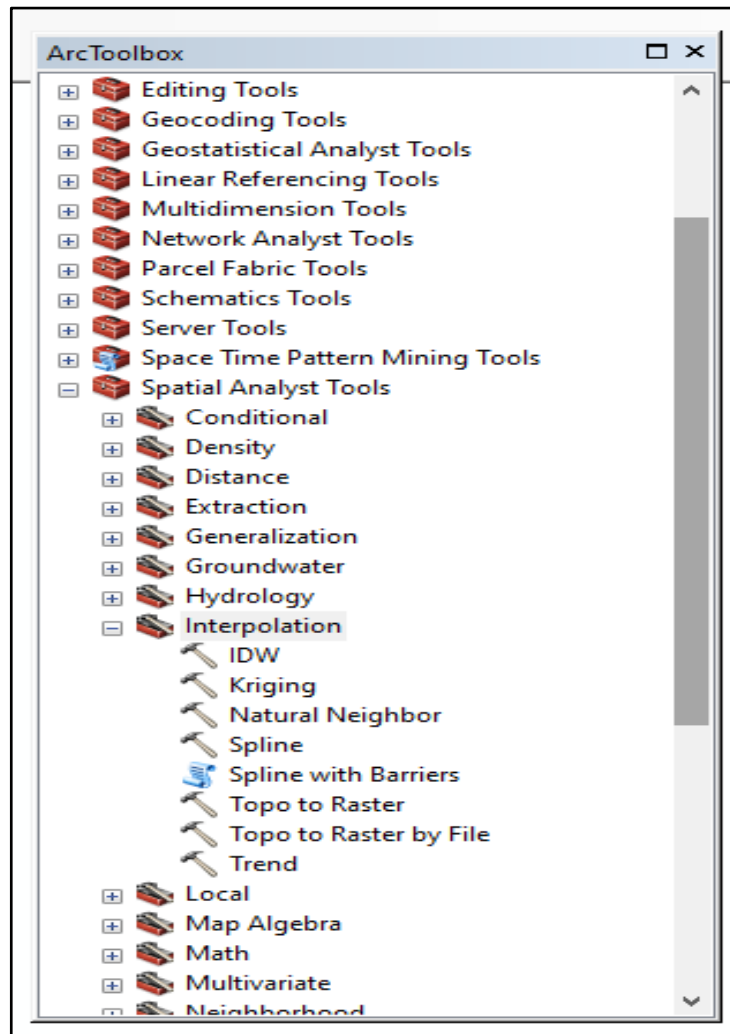 ArcToolbox
Editing Tools
Geocoding Tools
Geostatistical Analyst Tools
Linear Referencing Tools
Multidimension Tools
Network Analyst Tools
Parcel Fabric Tools
Schematics Tools
Server Tools
Space Time Pattern Mining Tools
Spatial Analyst Tools
Conditional
Density
Distance
Extraction
Generalization
Groundwater
Hydrology
Interpolation
IDW
Kriging
Natural Neighbor
Spline
Spline with Barriers
Topo to Raster
Topo to Raster by File
Trend
Local
Map Algebra
Math
Multivariate
Neighborhood